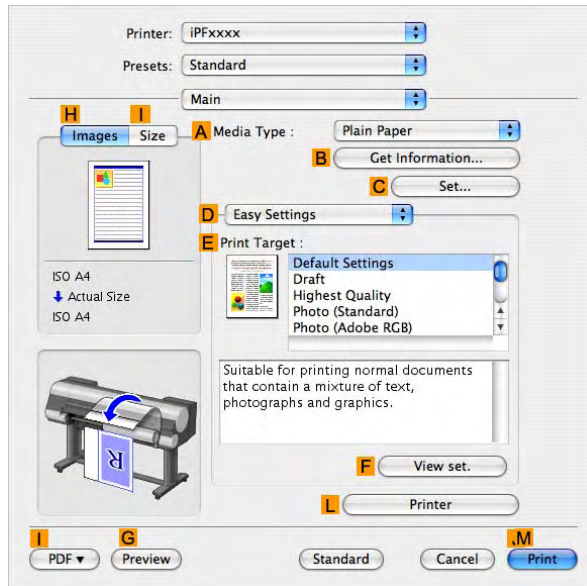 Printer: iPFxxxx
Presets: Standard
Main
H I
Images Size
A Media Type : Plain Paper
B Get Information...
C Set...
D Easy Settings
E Print Target :
Default Settings
Draft
Highest Quality
Photo (Standard)
Photo (Adobe RGB)
ISO A4
Actual Size
ISO A4
Suitable for printing normal documents
that contain a mixture of text,
photographs and graphics.
R
F View set.
L Printer
I G .M
PDF Preview Standard Cancel Print